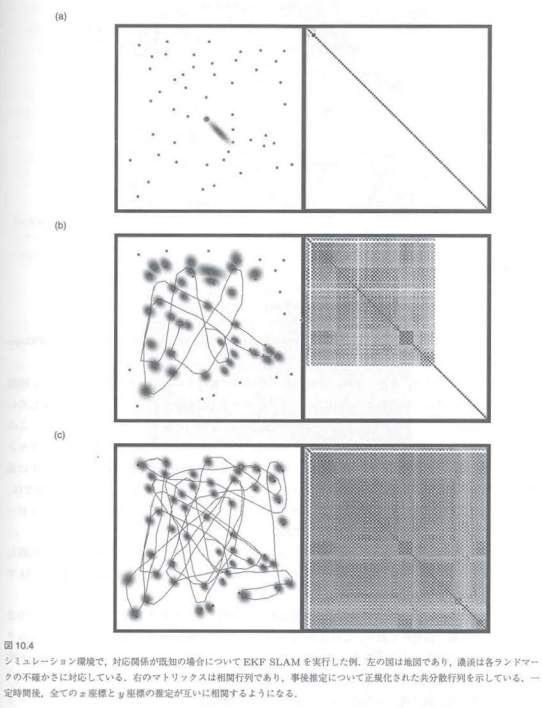 (a)
(b)
(c)
図 10.4
シミュレーション環境で，対応関係が既知の場合について EKF SLAM を実行した例．左の図は地図であり，濃淡は各ランドマー
クの不確かさに対応している．右のマトリックスは相関行列であり，事後推定について正規化された共分散行列を示している．一
定時間後，全ての x 座標と y 座標の推定が互いに相関するようになる．